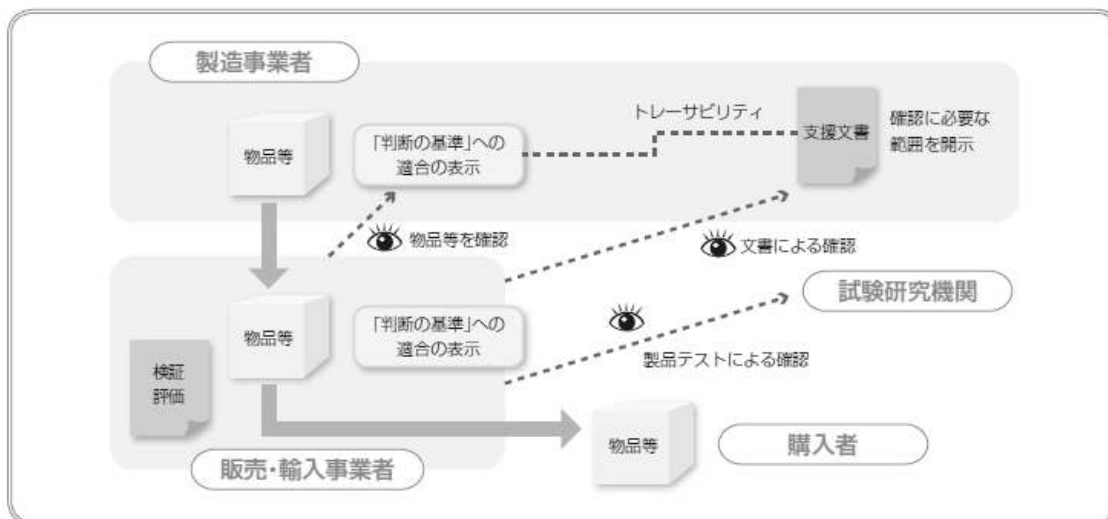 製造事業者
物品等
「判断の基準」への
適合の表示
トレーサビリティ
支援文書
確認に必要な
範囲を開示
物品等を確認
文書による確認
試験研究機関
物品等
「判断の基準」への
適合の表示
検証
評価
製品テストによる確認
物品等
購入者
販売・輸入事業者